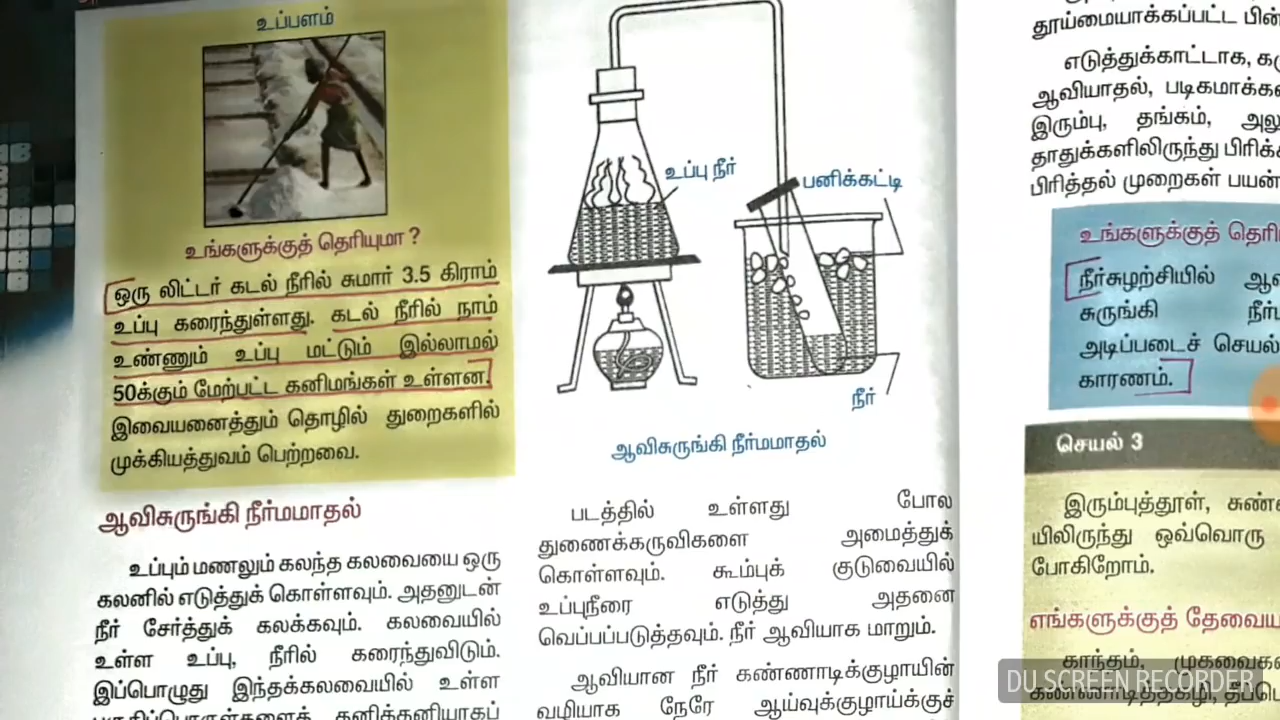 உப்பளம்
உங்களுக்குத் தெரியுமா ?
ஒரு லிட்டர் கடல் நீரில் சுமார் 3.5 கிராம்
உப்பு கரைந்துள்ளது. கடல் நீரில் நாம்
உண்ணும் உப்பு மட்டும் இல்லாமல்
50க்கும் மேற்பட்ட கனிமங்கள் உள்ளன.
இவையனைத்தும் தொழில் துறைகளில்
முக்கியத்துவம் பெற்றவை.
ஆவிசுருங்கி நீர்மமாதல்
உப்பும் மணலும் கலந்த கலவையை ஒரு
கலனில் எடுத்துக் கொள்ளவும். அதனுடன்
நீர் சேர்த்துக் கலக்கவும். கலவையில்
உள்ள உப்பு, நீரில் கரைந்துவிடும்.
இப்பொழுது இந்தக்கலவையில் உள்ள
உப்பு நீர்
பனிக்கட்டி
நீர்
ஆவிசுருங்கி நீர்மமாதல்
படத்தில் உள்ளது போல
துணைக்கருவிகளை அமைத்துக்
கொள்ளவும். கூம்புக் குடுவையில்
உப்புநீரை எடுத்து அதனை
வெப்பப்படுத்தவும். நீர் ஆவியாக மாறும்.
ஆவியான நீர் கண்ணாடிக்குழாயின்
வழியாக நேரே ஆய்வுக்குழாய்க்குச்
தூய்மையாக்கப்பட்ட பின்
எடுத்துக்காட்டாக,
ஆவியாதல்,
இரும்பு, தங்கம்,
தாதுக்களிலிருந்து
பிரித்தல் முறைகள்
உங்களுக்குத்
நீர்சுழற்சியில்
சுருங்கி
அடிப்படைச் செயல்
காரணம்.
செயல் 3
இரும்புத்தூள்,
யிலிருந்து ஒவ்வொரு
போகிறோம்.
எங்களுக்குத்
காந்தம்,
DU SCREEN RECORDER